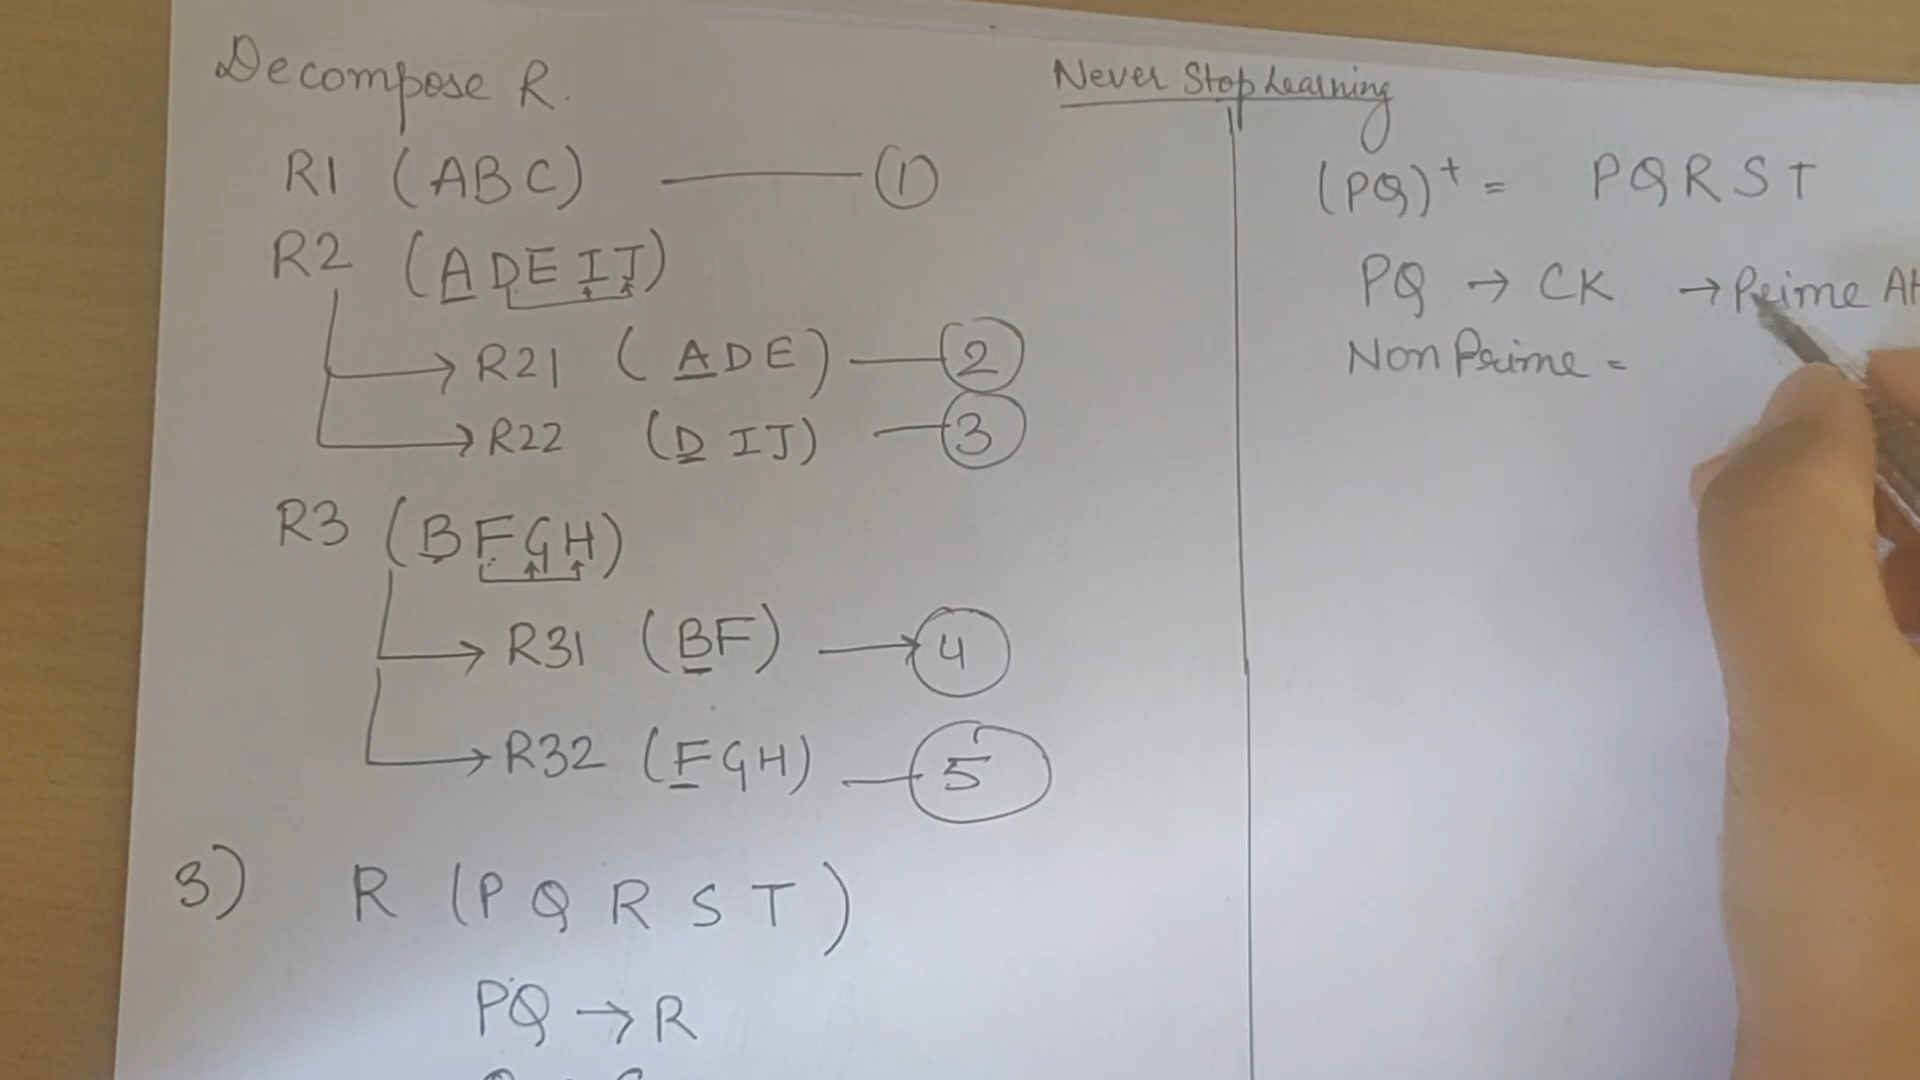 Decompose R.
R1 (ABC) ① 
R2 (ADEIJ)
→ R21 (ADE) ②
→ R22 (DIJ) ③
R3 (BFGH)
→ R31 (BF) → ④
→ R32 (FGH) ⑤
3) R (PQRST)
PQ → R
Never Stop Learning
(PQ)⁺ = PQRST
PQ → CK → Prime At
Non Prime =